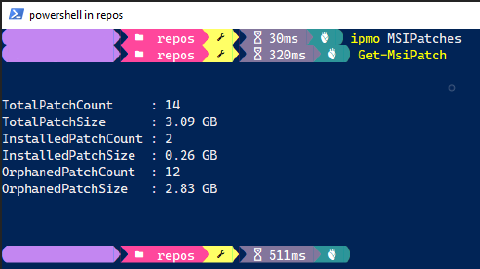 powershell in repos
repos 30ms ipmo MSIPatches
repos 320ms Get-MsiPatch
TotalPatchCount : 14
TotalPatchSize : 3.09 GB
InstalledPatchCount : 2
InstalledPatchSize : 0.26 GB
OrphanedPatchCount : 12
OrphanedPatchSize : 2.83 GB
repos 511ms